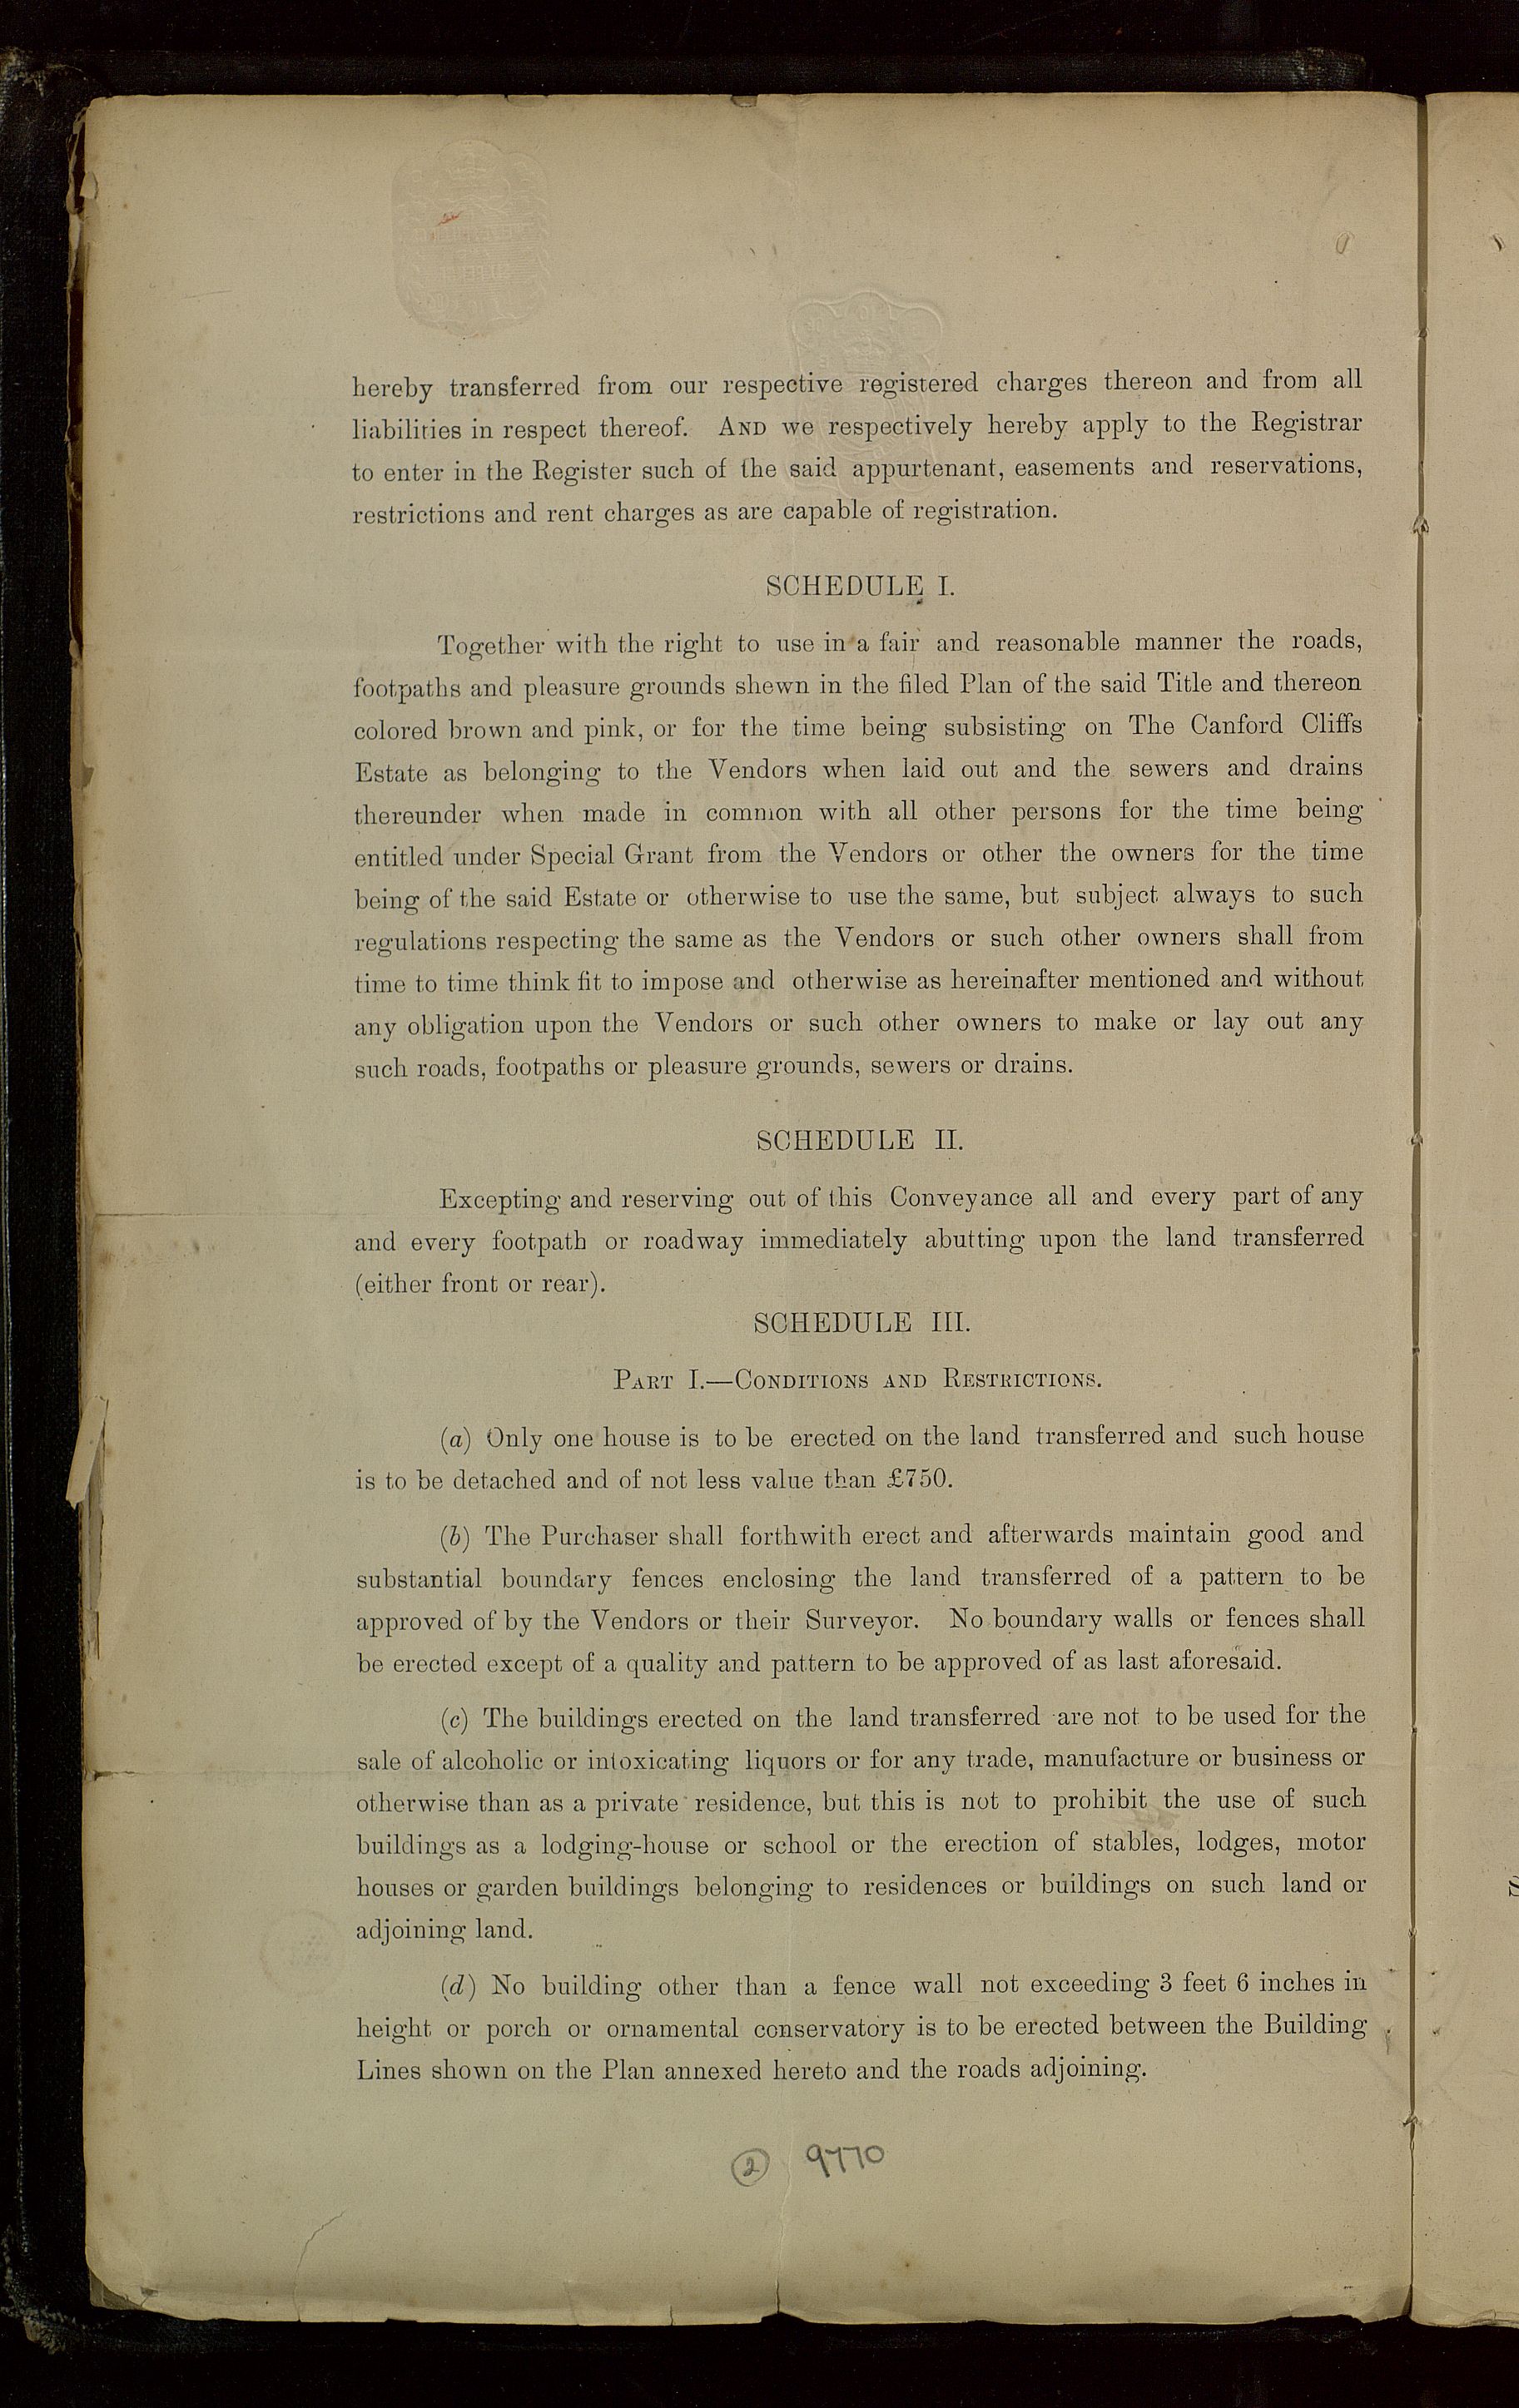 hereby transferred from our respective registered charges thereon and from all
liabilities in respect thereof. AND we respectively hereby apply to the Registrar
to enter in the Register such of the said appurtenant, easements and reservations,
restrictions and rent charges as are capable of registration.
SCHEDULE I.
Together with the right to use in a fair and reasonable manner the roads,
footpaths and pleasure grounds shewn in the filed Plan of the said Title and thereon
colored brown and pink, or for the time being subsisting on The Canford Cliffs
Estate as belonging to the Vendors when laid out and the sewers and drains
thereunder when made in common with all other persons for the time being
entitled under Special Grant from the Vendors or other the owners for the time
being of the said Estate or otherwise to use the same, but subject always to such
regulations respecting the same as the Vendors or such other owners shall from
time to time think fit to impose and otherwise as hereinafter mentioned and without
any obligation upon the Vendors or such other owners to make or lay out any
such roads, footpaths or pleasure grounds, sewers or drains.
SCHEDULE II.
Excepting and reserving out of this Conveyance all and every part of any
and every footpath or roadway immediately abutting upon the land transferred
(either front or rear).
SCHEDULE III.
PART I.—CONDITIONS AND RESTRICTIONS.
(a) Only one house is to be erected on the land transferred and such house
is to be detached and of not less value than £750.
(b) The Purchaser shall forthwith erect and afterwards maintain good and
substantial boundary fences enclosing the land transferred of a pattern to be
approved of by the Vendors or their Surveyor. No boundary walls or fences shall
be erected except of a quality and pattern to be approved of as last aforesaid.
(c) The buildings erected on the land transferred are not to be used for the
sale of alcoholic or intoxicating liquors or for any trade, manufacture or business or
otherwise than as a private residence, but this is not to prohibit the use of such
buildings as a lodging-house or school or the erection of stables, lodges, motor
houses or garden buildings belonging to residences or buildings on such land or
adjoining land.
(d) No building other than a fence wall not exceeding 3 feet 6 inches in
height or porch or ornamental conservatory is to be erected between the Building
Lines shown on the Plan annexed hereto and the roads adjoining.
2 9770